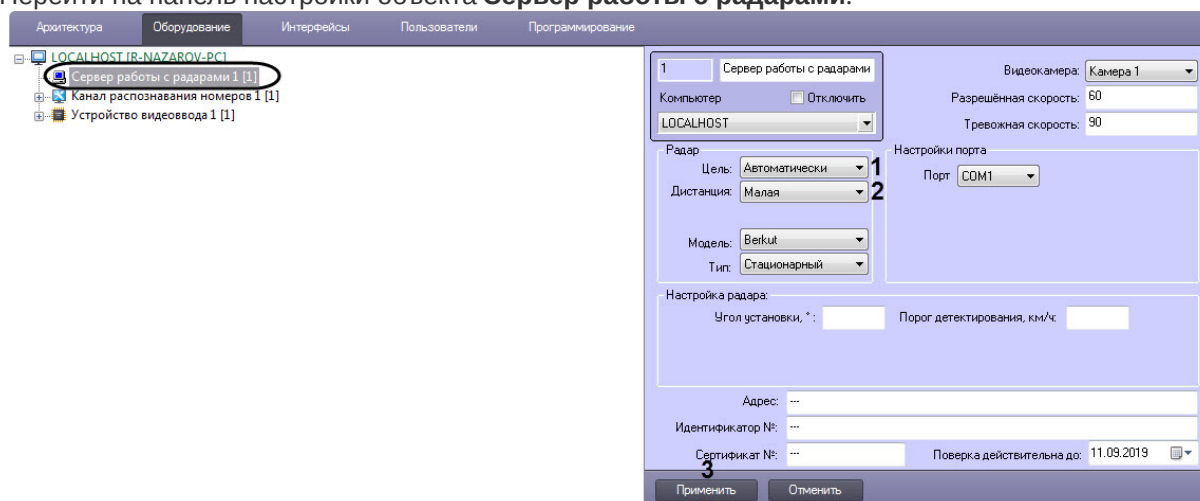 Перейти на панель настройки объекта Сервер работы с радарами.
Архитектура Оборудование Интерфейсы Пользователи Программирование
LOCALHOST [R-NAZAROV-PC]
Сервер работы с радарами 1 [1]
Канал распознавания номеров 1 [1]
Устройство видеоввода 1 [1]
1 Сервер работы с радарами
Компьютер Отключить
LOCALHOST
Видеокамера: Камера 1
Разрешённая скорость: 60
Тревожная скорость: 90
Радар
Цель: Автоматически 1
Дистанция: Малая 2
Модель: Berkut
Тип: Стационарный
Настройки порта
Порт COM1
Настройка радара:
Угол установки, ° : Порог детектирования, км/ч:
Адрес: ---
Идентификатор №: ---
Сертификат №: --- Поверка действительна до: 11.09.2019
3
Применить Отменить